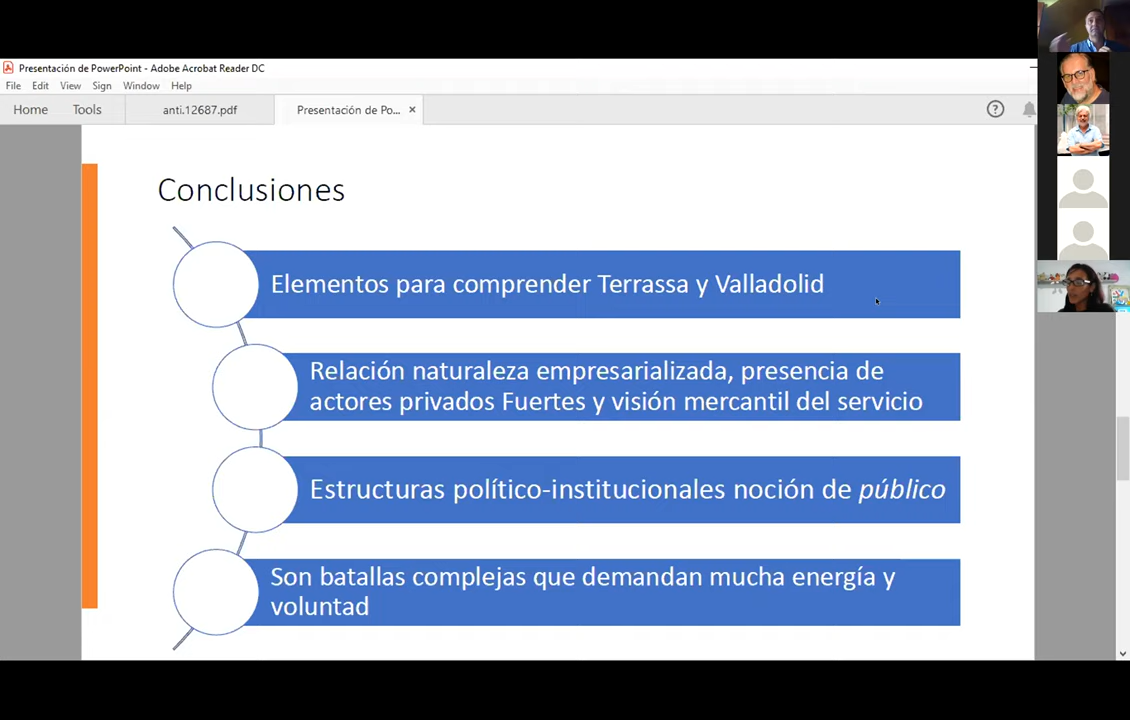 Presentación de PowerPoint - Adobe Acrobat Reader DC
File Edit View Sign Window Help
Home Tools anti.12687.pdf Presentación de Po... ×
Conclusiones
Elementos para comprender Terrassa y Valladolid
Relación naturaleza empresarializada, presencia de
actores privados Fuertes y visión mercantil del servicio
Estructuras político-institucionales noción de público
Son batallas complejas que demandan mucha energía y
voluntad